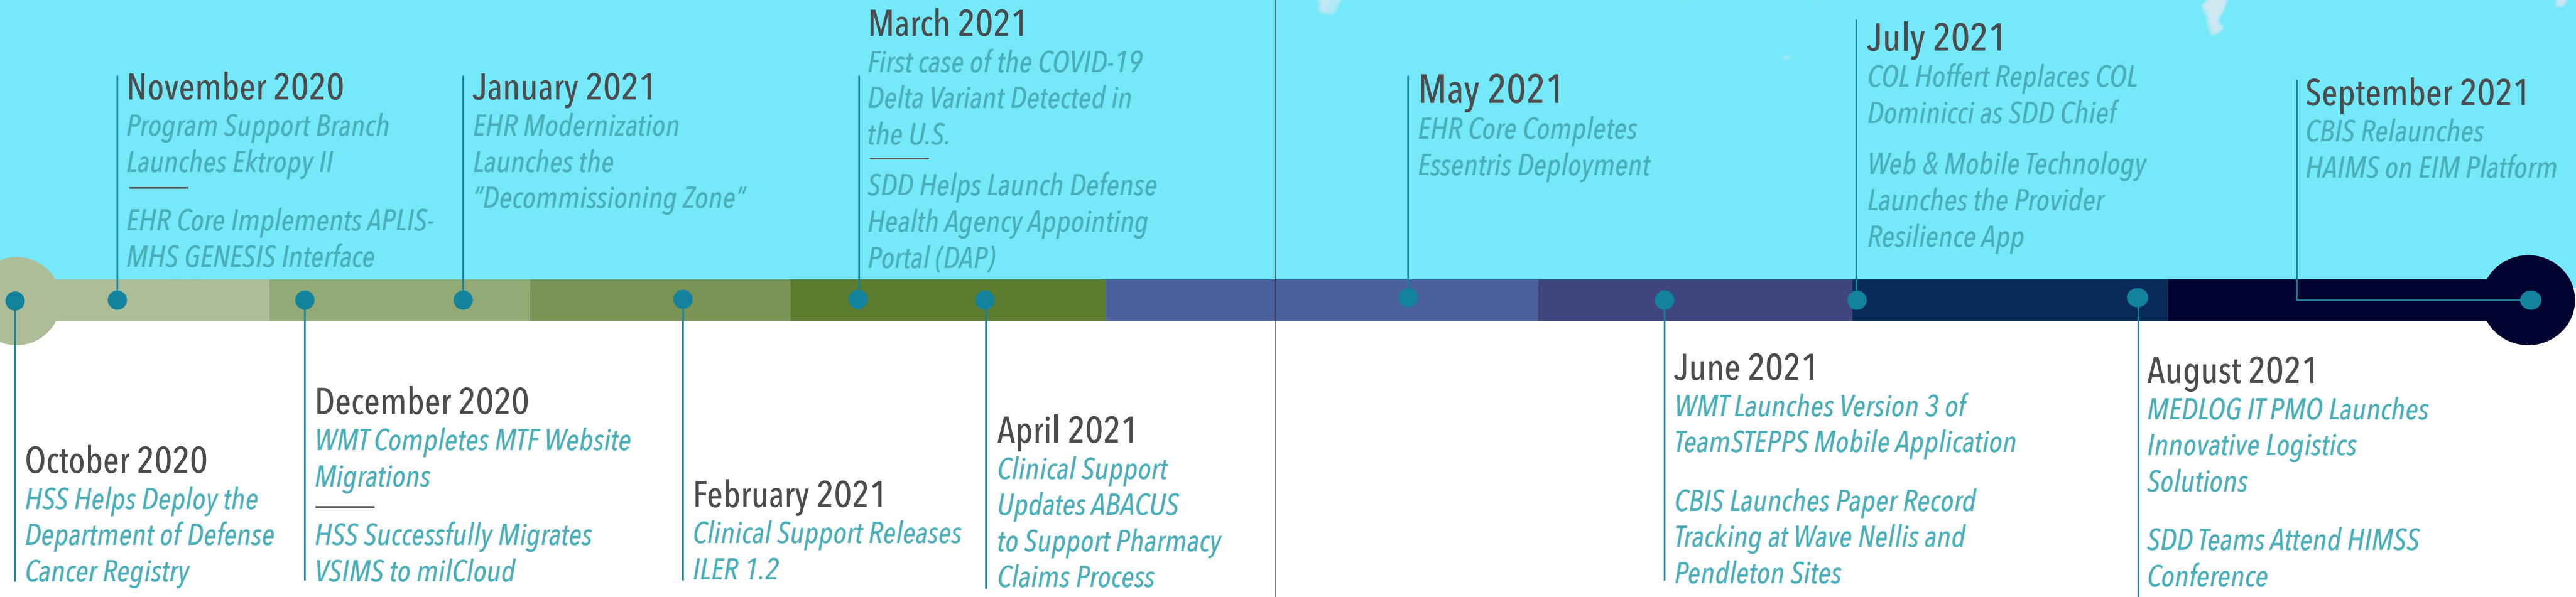 November 2020
Program Support Branch
Launches Ektropy II
EHR Core Implements APLIS-
MHS GENESIS Interface
January 2021
EHR Modernization
Launches the
“Decommissioning Zone”
March 2021
First case of the COVID-19
Delta Variant Detected in
the U.S.
SDD Helps Launch Defense
Health Agency Appointing
Portal (DAP)
May 2021
EHR Core Completes
Essentris Deployment
July 2021
COL Hoffert Replaces COL
Dominicci as SDD Chief
Web & Mobile Technology
Launches the Provider
Resilience App
September 2021
CBIS Relaunches
HAIMS on EIM Platform
October 2020
HSS Helps Deploy the
Department of Defense
Cancer Registry
December 2020
WMT Completes MTF Website
Migrations
HSS Successfully Migrates
VSIMS to milCloud
February 2021
Clinical Support Releases
ILER 1.2
April 2021
Clinical Support
Updates ABACUS
to Support Pharmacy
Claims Process
June 2021
WMT Launches Version 3 of
TeamSTEPPS Mobile Application
CBIS Launches Paper Record
Tracking at Wave Nellis and
Pendleton Sites
August 2021
MEDLOG IT PMO Launches
Innovative Logistics
Solutions
SDD Teams Attend HIMSS
Conference